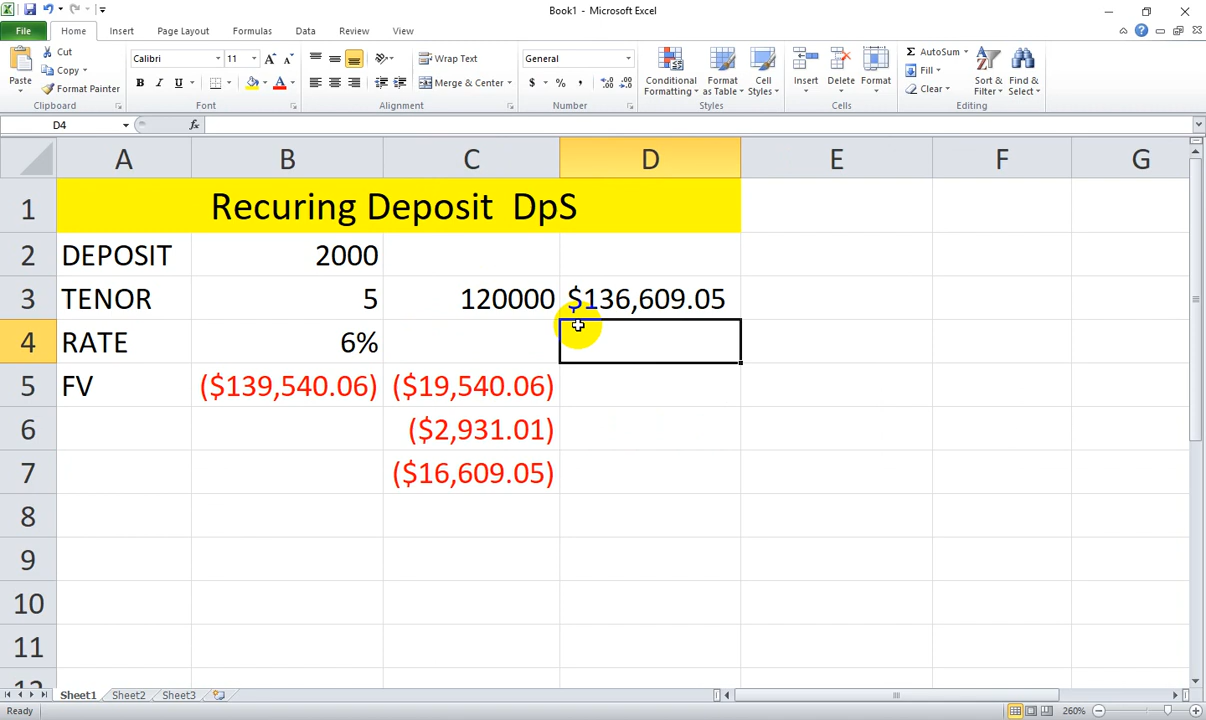 Book1 - Microsoft Excel
File Home Insert Page Layout Formulas Data Review View
Paste
Cut
Copy
Format Painter
Clipboard
Calibri 11
B I U
Font
Wrap Text
Merge & Center
Alignment
General
$ % ,
Number
Conditional Formatting
Format as Table
Cell Styles
Styles
Insert Delete Format
Cells
Σ AutoSum
Fill
Clear
Sort & Filter
Find & Select
Editing
D4 fx
A B C D E F G
1 Recuring Deposit DpS
2 DEPOSIT 2000
3 TENOR 5 120000 $136,609.05
4 RATE 6%
5 FV ($139,540.06) ($19,540.06)
6 ($2,931.01)
7 ($16,609.05)
8
9
10
11
12
Sheet1 Sheet2 Sheet3
Ready 260%